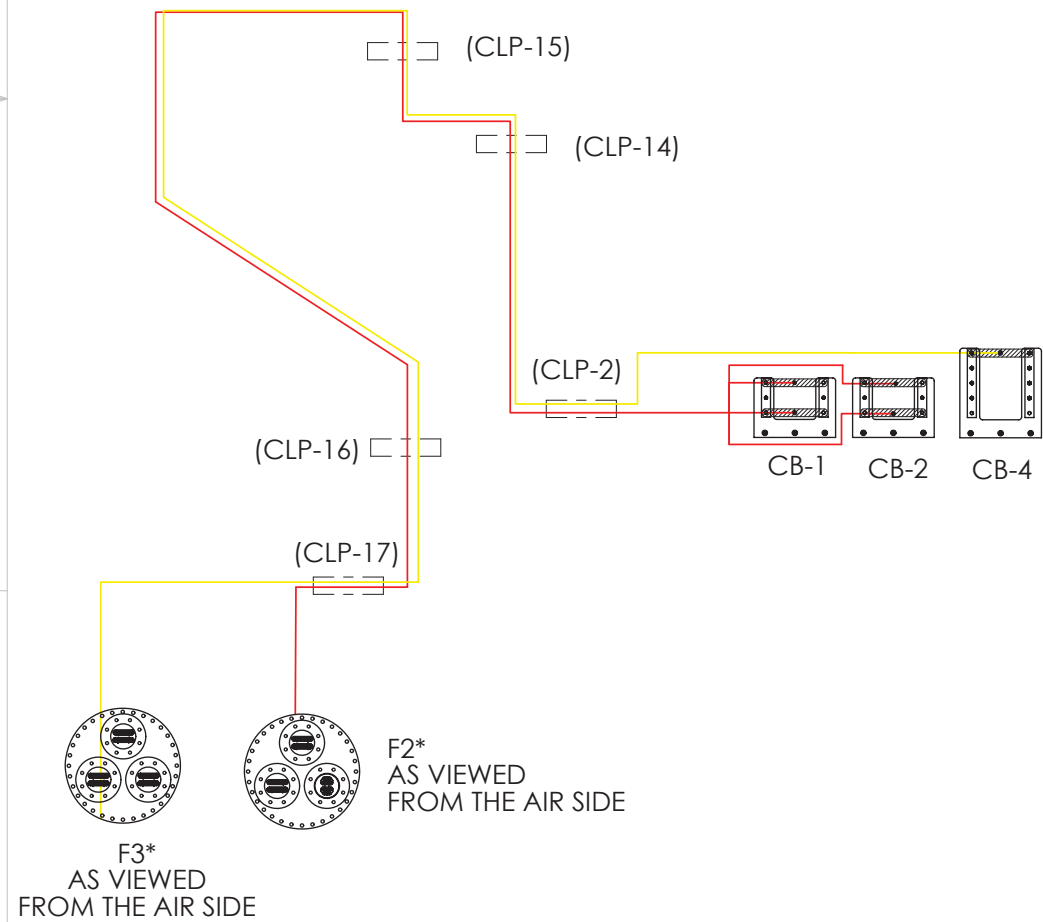 (CLP-15)
(CLP-14)
(CLP-2)
(CLP-16)
CB-1
CB-2
CB-4
(CLP-17)
F2*
AS VIEWED
FROM THE AIR SIDE
F3*
AS VIEWED
FROM THE AIR SIDE